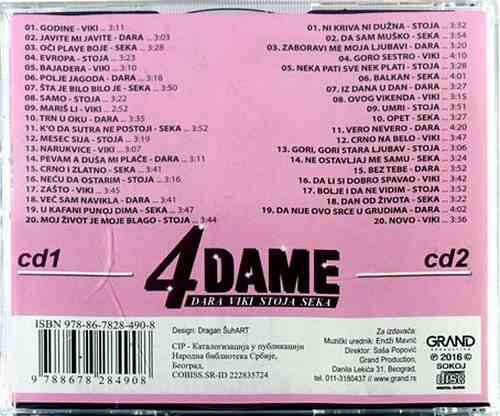 01. GODINE - VIKI ... 3:11
02. JAVITE MI JAVITE - DARA ... 3:03
03. OČI PLAVE BOJE - SEKA ... 3:28
04. EVROPA - STOJA ... 3:23
05. BAJADERA - VIKI ... 3:10
06. POLJE JAGODA - DARA ... 3:18
07. ŠTA JE BILO BILO JE - SEKA ... 3:50
08. SAMO - STOJA ... 3:22
09. MARIŠ LI - VIKI ... 2:52
10. TRN U OKU - DARA ... 3:35
11. K'O DA SUTRA NE POSTOJI - SEKA ... 3:52
12. MESEC SIJA - STOJA ... 3:19
13. NARUKVICE - VIKI ... 3:07
14. PEVAM A DUŠA MI PLAČE - DARA ... 3:11
15. CRNO I ZLATNO - SEKA ... 3:41
16. NEĆU DA OSTARIM - STOJA ... 3:16
17. ZAŠTO - VIKI ... 3:45
18. VEĆ SAM NAVIKLA - DARA ... 3:41
19. U KAFANI PUNOJ DIMA - SEKA ... 3:47
20. MOJ ŽIVOT JE MOJE BLAGO - STOJA ... 2:44
01. NI KRIVA NI DUŽNA - STOJA ... 3:32
02. DA SAM MUŠKO - SEKA ... 3:54
03. ZABORAVI ME MOJA LJUBAVI - DARA ... 3:20
04. GORO SESTRO - VIKI ... 4:10
05. NEKA PATI SVE NEK PLATI - STOJA ... 3:28
06. BALKAN - SEKA ... 4:01
07. IZ DANA U DAN - DARA ... 3:27
08. OVOG VIKENDA - VIKI ... 3:15
09. UMRI - STOJA ... 3:51
10. OPET - SEKA ... 3:27
11. VERO NEVERO - DARA ... 4:20
12. CRNO NA BELO - VIKI ... 3:47
13. GORI, GORI STARA LJUBAV - STOJA ... 3:29
14. NE OSTAVLJAJ ME SAMU - SEKA ... 3:24
15. BEZ TEBE - DARA ... 3:52
16. DA LI SI DOBRO SPAVAO - VIKI ... 3:42
17. BOLJE I DA NE VIDIM - STOJA ... 3:52
18. DAN OD ŽIVOTA - SEKA ... 3:22
19. DA NIJE OVO SRCE U GRUDIMA - DARA ... 4:02
20. NOVO - VIKI ... 3:36
cd1
4 DAME
DARA VIKI STOJA SEKA
cd2
ISBN 978-86-7828-490-8
9 788678 284908
Design: Dragan ŠuhART
CIP - Каталогизација у публикацији
Народна библиотека Србије,
Београд,
COBISS.SR-ID 222835724
Za izdavača:
Muzički urednik: Endži Mavrić
Direktor: Saša Popović
Grand Production,
Danila Lekića 31, Beograd,
tel. 011-3180437 // www.grand.rs
GRAND
PRODUCTION
℗ 2016 ©
SOKOJ